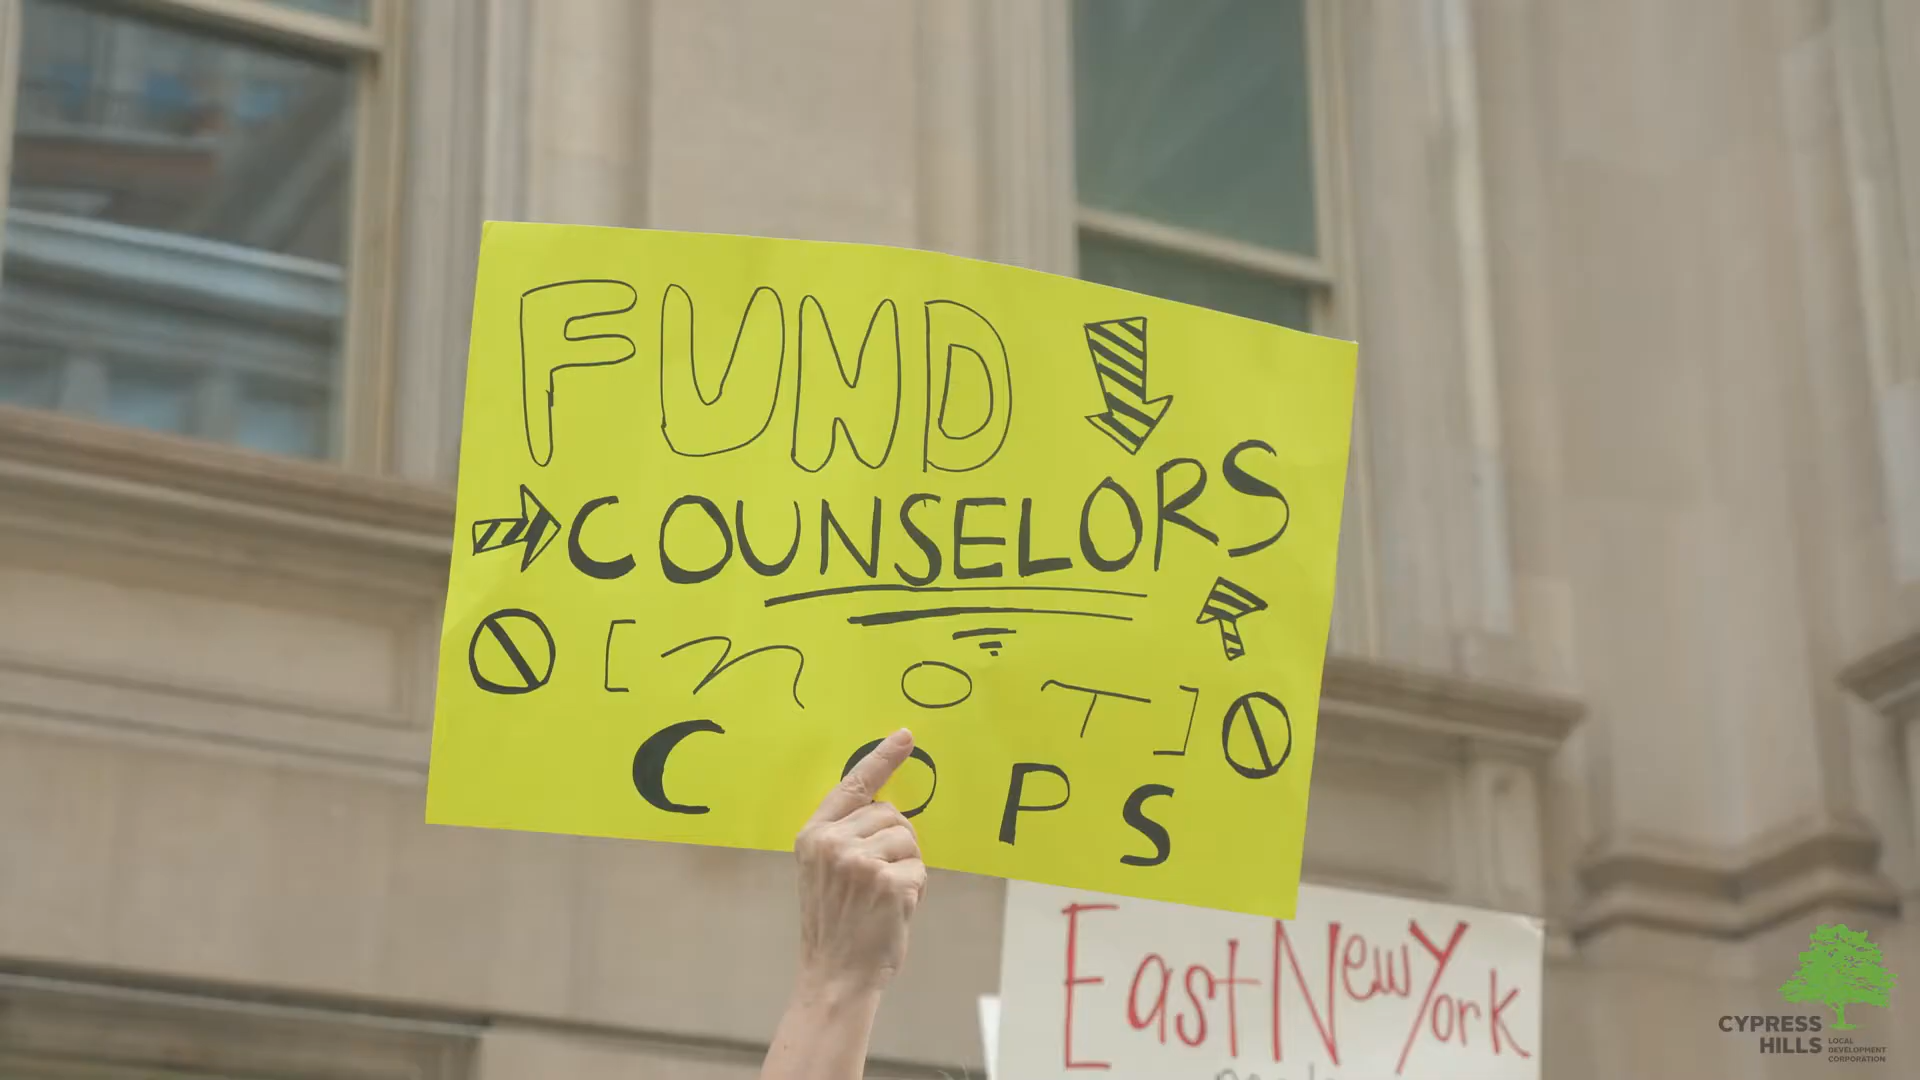 FUND
COUNSELORS
[nOT]
COPS
East New York
CYPRESS
HILLS
LOCAL
DEVELOPMENT
CORPORATION